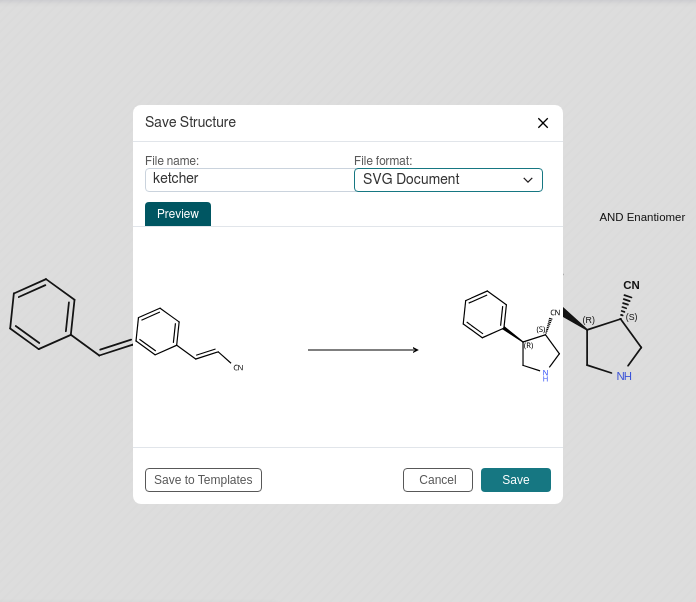 Save Structure
File name:
File format:
ketcher
SVG Document
Preview
AND Enantiomer
CN
(R)
(S)
NH
CN
CN
(S)
(R)
N
H
Save to Templates
Cancel
Save